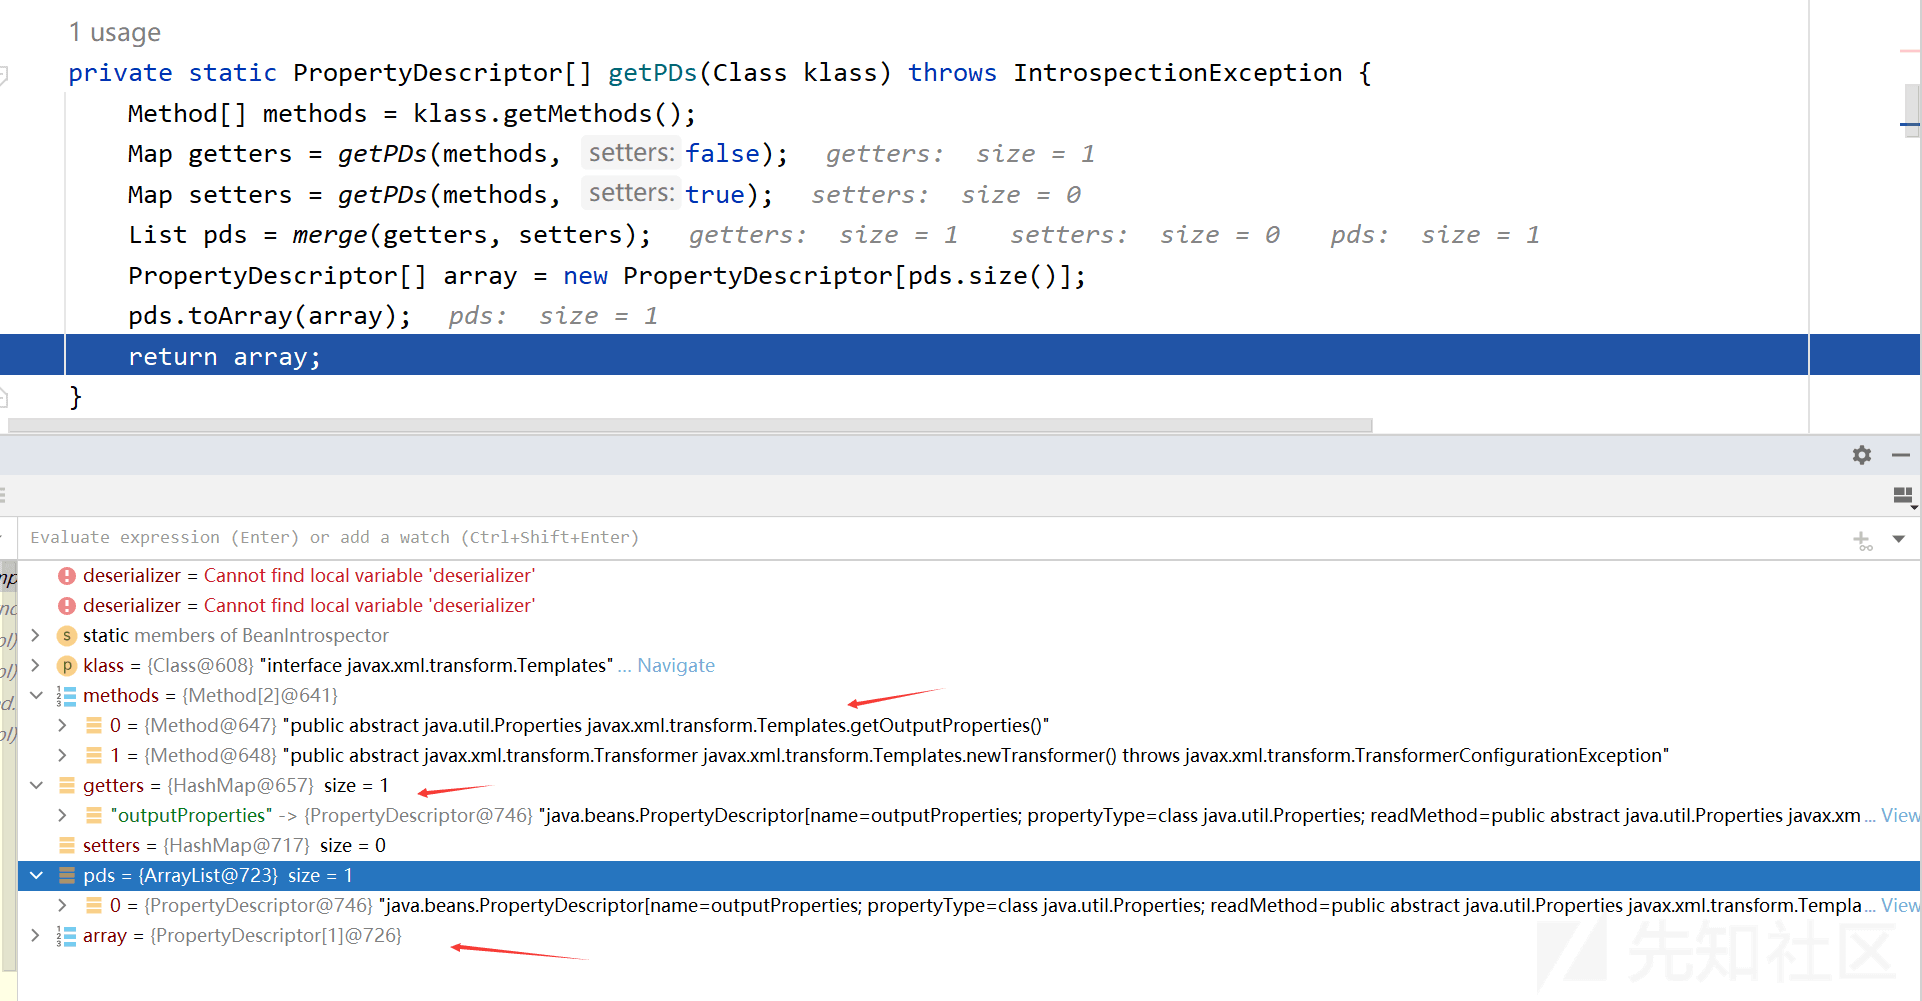 1 usage
private static PropertyDescriptor[] getPDs(Class klass) throws IntrospectionException {
Method[] methods = klass.getMethods();
Map getters = getPDs(methods, setters: false); getters: size = 1
Map setters = getPDs(methods, setters: true); setters: size = 0
List pds = merge(getters, setters); getters: size = 1 setters: size = 0 pds: size = 1
PropertyDescriptor[] array = new PropertyDescriptor[pds.size()];
pds.toArray(array); pds: size = 1
return array;
}
Evaluate expression (Enter) or add a watch (Ctrl+Shift+Enter)
deserializer = Cannot find local variable 'deserializer'
deserializer = Cannot find local variable 'deserializer'
static members of BeanIntrospector
klass = {Class@608} "interface javax.xml.transform.Templates" ... Navigate
methods = {Method[2]@641}
0 = {Method@647} "public abstract java.util.Properties javax.xml.transform.Templates.getOutputProperties()"
1 = {Method@648} "public abstract javax.xml.transform.Transformer javax.xml.transform.Templates.newTransformer() throws javax.xml.transform.TransformerConfigurationException"
getters = {HashMap@657} size = 1
"outputProperties" -> {PropertyDescriptor@746} "java.beans.PropertyDescriptor[name=outputProperties; propertyType=class java.util.Properties; readMethod=public abstract java.util.Properties javax.xm ... View
setters = {HashMap@717} size = 0
pds = {ArrayList@723} size = 1
0 = {PropertyDescriptor@746} "java.beans.PropertyDescriptor[name=outputProperties; propertyType=class java.util.Properties; readMethod=public abstract java.util.Properties javax.xml.transform.Templa ... View
array = {PropertyDescriptor[1]@726}
先知社区